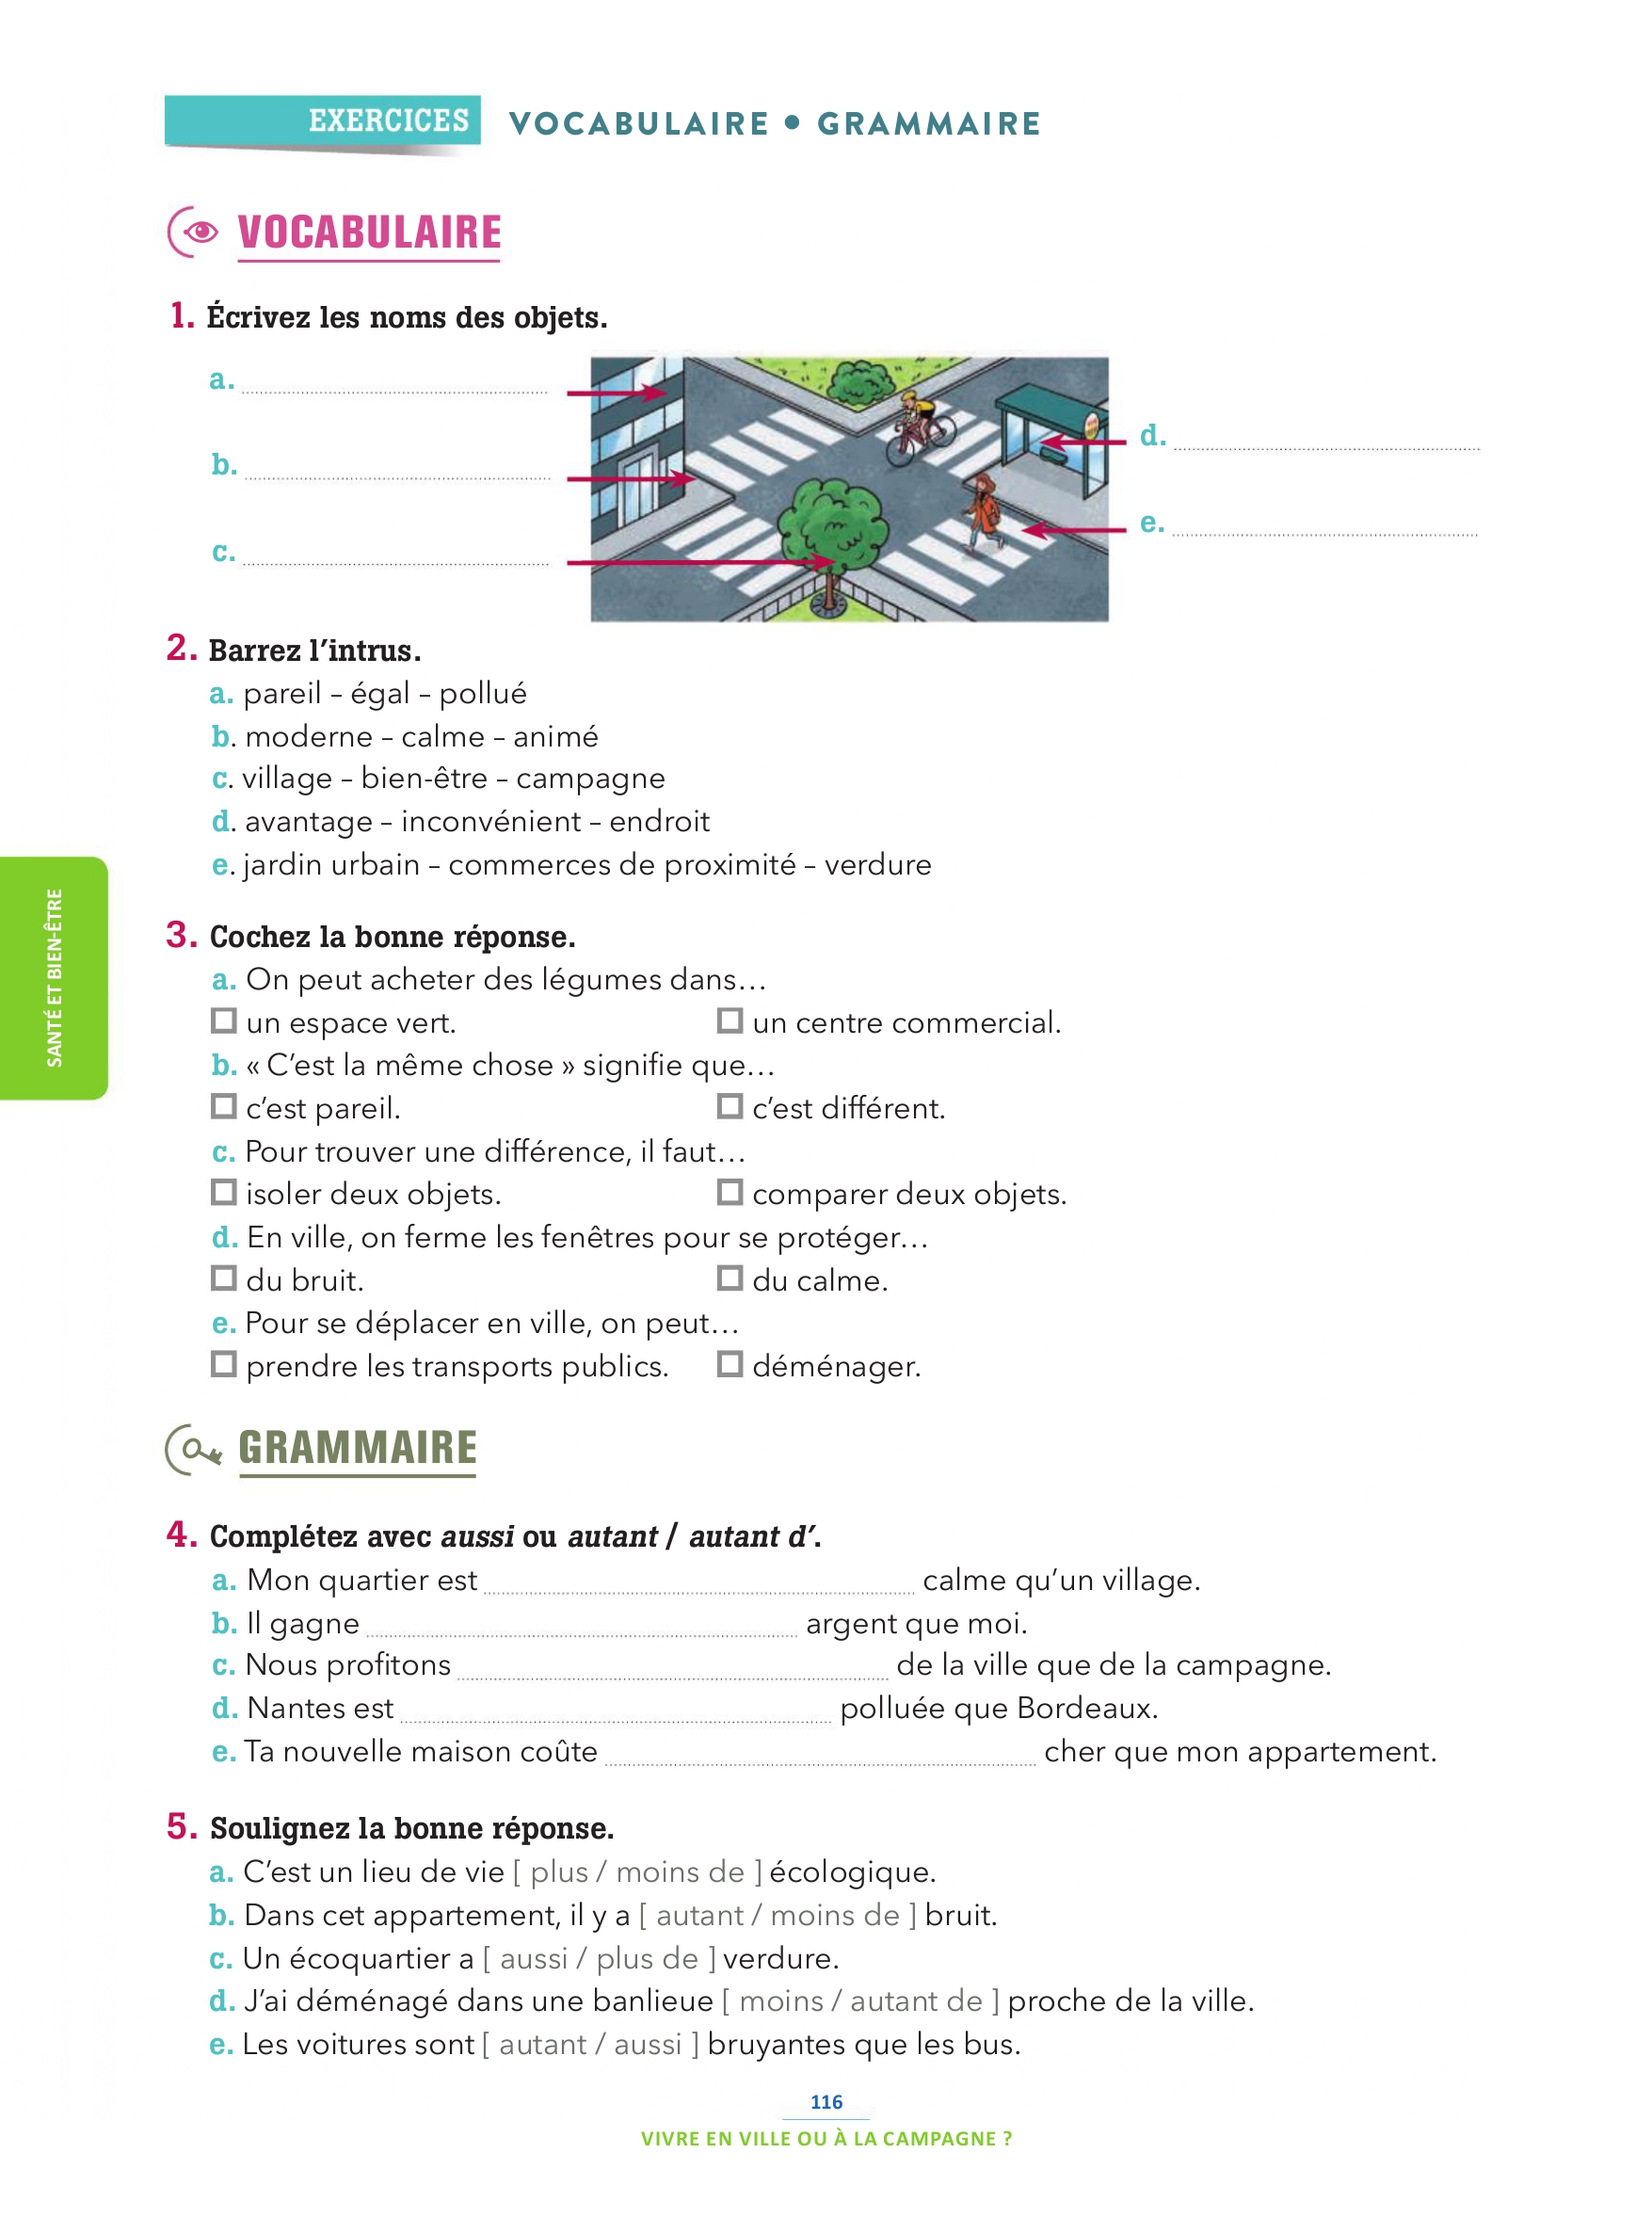 EXERCICES VOCABULAIRE • GRAMMAIRE
VOCABULAIRE
1. Écrivez les noms des objets.
a.
b.
c.
d.
e.
2. Barrez l’intrus.
a. pareil – égal – pollué
b. moderne – calme – animé
c. village – bien-être – campagne
d. avantage – inconvénient – endroit
e. jardin urbain – commerces de proximité – verdure
3. Cochez la bonne réponse.
a. On peut acheter des légumes dans…
☐ un espace vert. ☐ un centre commercial.
b. « C’est la même chose » signifie que…
☐ c’est pareil. ☐ c’est différent.
c. Pour trouver une différence, il faut…
☐ isoler deux objets. ☐ comparer deux objets.
d. En ville, on ferme les fenêtres pour se protéger…
☐ du bruit. ☐ du calme.
e. Pour se déplacer en ville, on peut…
☐ prendre les transports publics. ☐ déménager.
SANTÉ ET BIEN-ÊTRE
GRAMMAIRE
4. Complétez avec aussi ou autant / autant d’.
a. Mon quartier est ........ calme qu’un village.
b. Il gagne ........ argent que moi.
c. Nous profitons ........ de la ville que de la campagne.
d. Nantes est ........ polluée que Bordeaux.
e. Ta nouvelle maison coûte ........ cher que mon appartement.
5. Soulignez la bonne réponse.
a. C’est un lieu de vie [ plus / moins de ] écologique.
b. Dans cet appartement, il y a [ autant / moins de ] bruit.
c. Un écoquartier a [ aussi / plus de ] verdure.
d. J’ai déménagé dans une banlieue [ moins / autant de ] proche de la ville.
e. Les voitures sont [ autant / aussi ] bruyantes que les bus.
116
VIVRE EN VILLE OU À LA CAMPAGNE ?